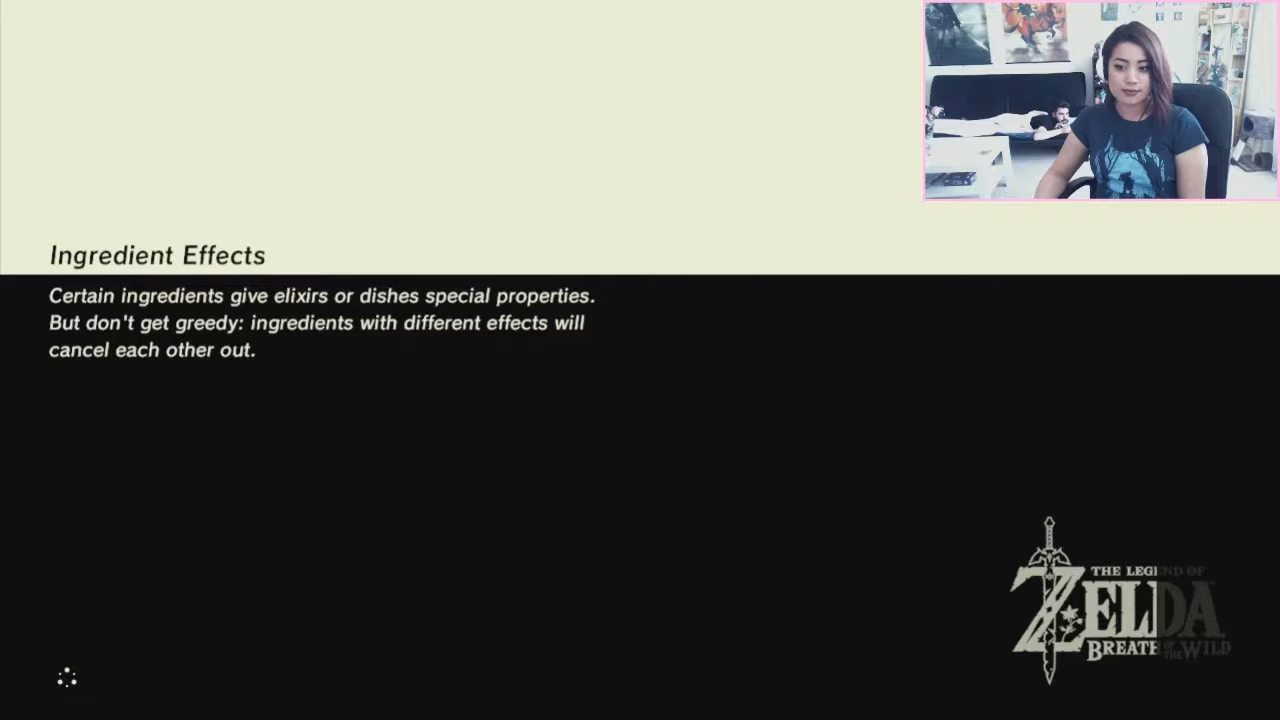 Ingredient Effects
Certain ingredients give elixirs or dishes special properties.
But don't get greedy: ingredients with different effects will
cancel each other out.
THE LEGEND OF
ZELDA
BREATH OF THE WILD